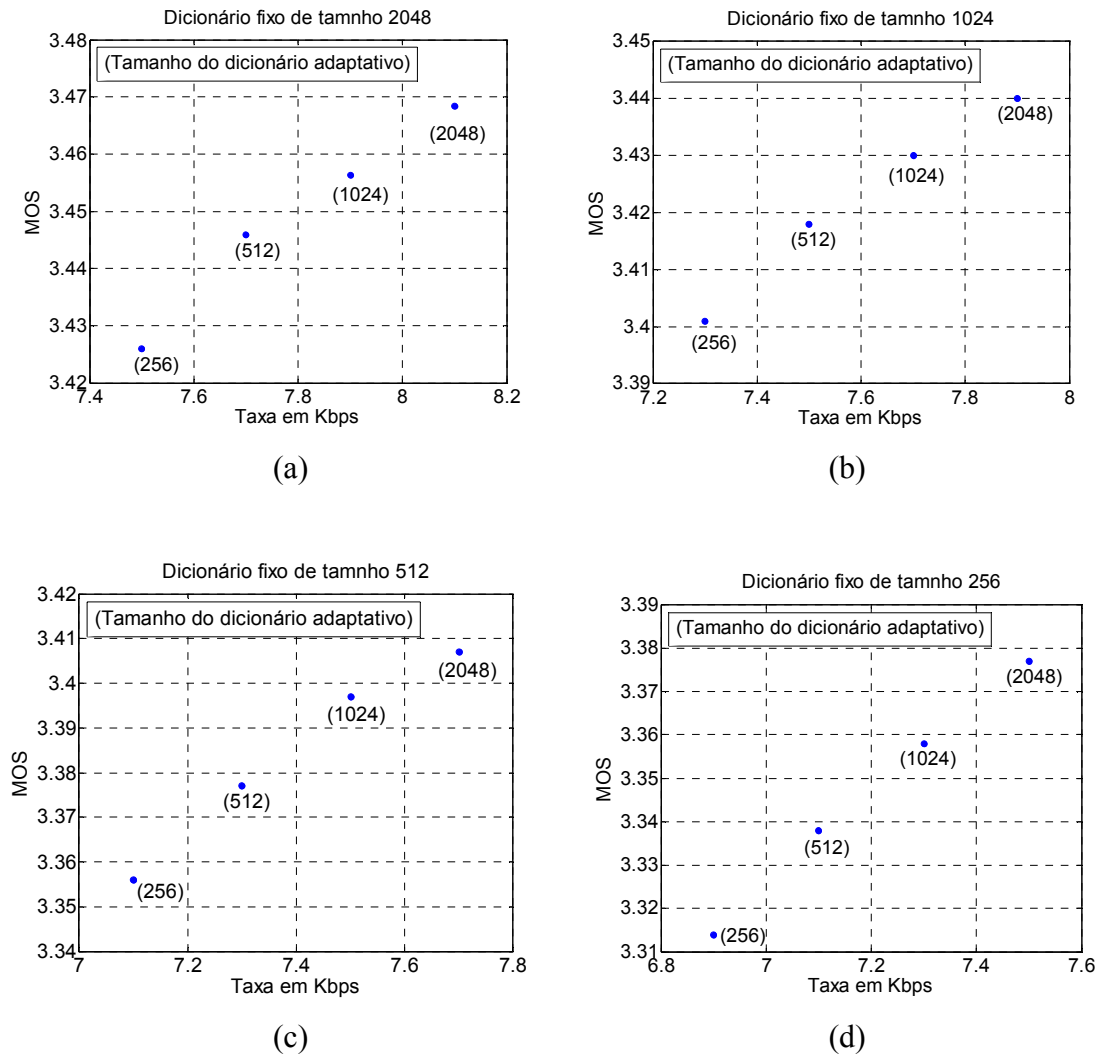 Dicionário fixo de tamnho 2048
3.48
(Tamanho do dicionário adaptativo)
3.47
(2048)
3.46
(1024)
MOS
3.45
(512)
3.44
3.43
(256)
3.42
7.4 7.6 7.8 8 8.2
Taxa em Kbps
(a)
Dicionário fixo de tamnho 1024
3.45
(Tamanho do dicionário adaptativo)
3.44
(2048)
3.43
(1024)
MOS
3.42
(512)
3.41
3.4
(256)
3.39
7.2 7.4 7.6 7.8 8
Taxa em Kbps
(b)
Dicionário fixo de tamnho 512
3.42
(Tamanho do dicionário adaptativo)
3.41
(2048)
3.4
(1024)
3.39
MOS
3.38
(512)
3.37
3.36
(256)
3.35
3.34
7 7.2 7.4 7.6 7.8
Taxa em Kbps
(c)
Dicionário fixo de tamnho 256
3.39
(Tamanho do dicionário adaptativo)
3.38
(2048)
3.37
3.36
(1024)
MOS
3.35
3.34
(512)
3.33
3.32
(256)
3.31
6.8 7 7.2 7.4 7.6
Taxa em Kbps
(d)